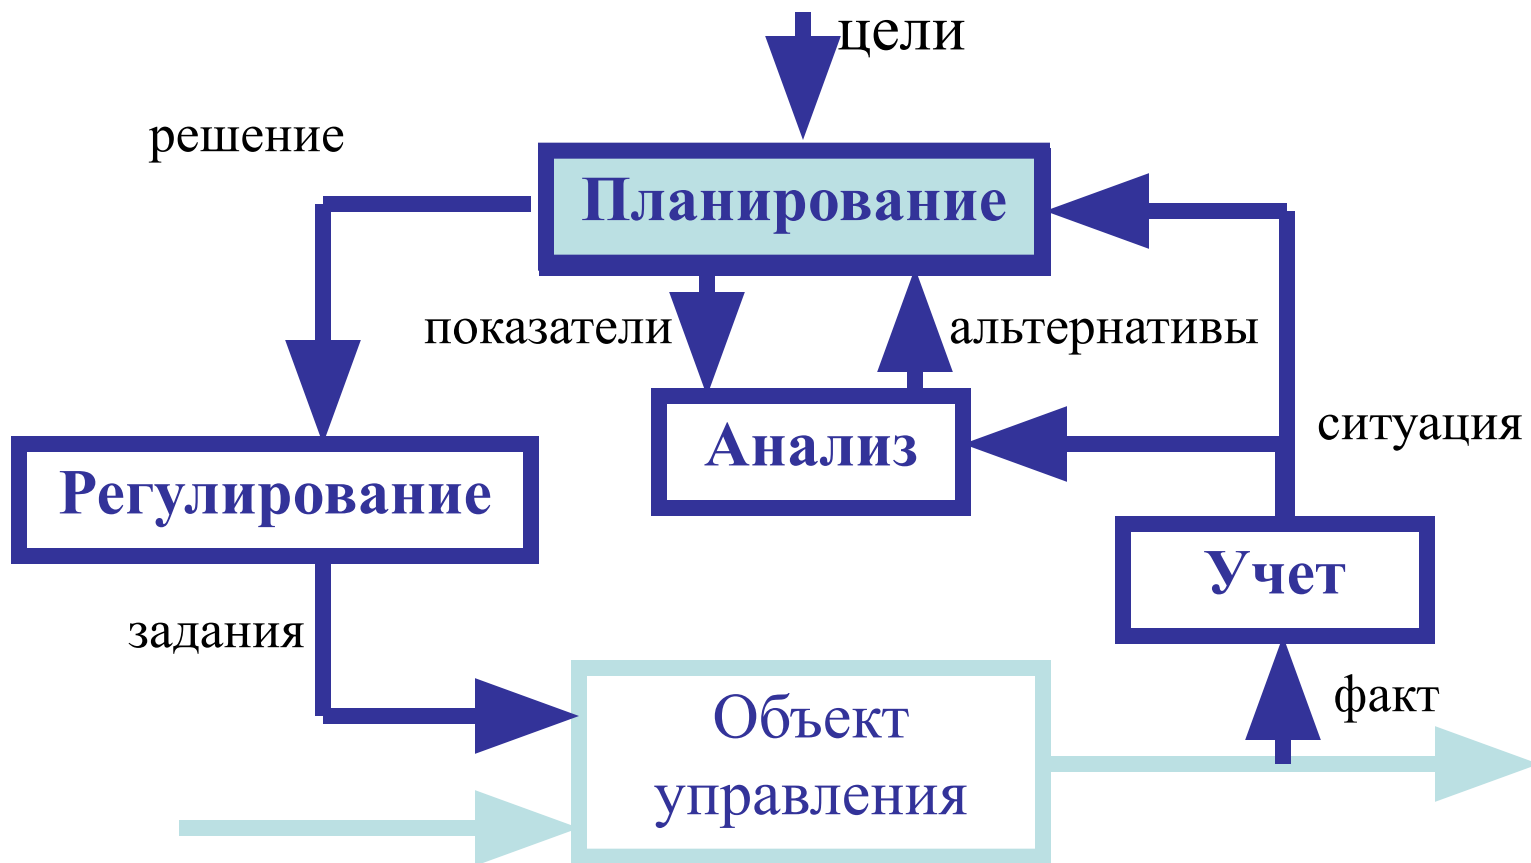 цели
решение
Планирование
показатели
альтернативы
ситуация
Анализ
Регулирование
Учет
задания
факт
Объект
управления